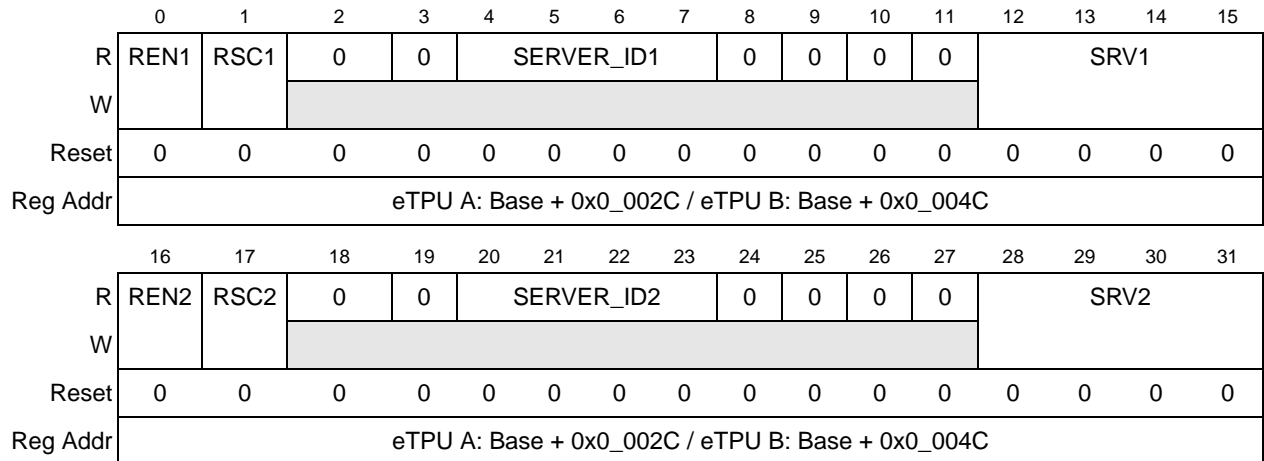 0 1 2 3 4 5 6 7 8 9 10 11 12 13 14 15
R REN1 RSC1 0 0 SERVER_ID1 0 0 0 0 SRV1
W
Reset 0 0 0 0 0 0 0 0 0 0 0 0 0 0 0 0
Reg Addr eTPU A: Base + 0x0_002C / eTPU B: Base + 0x0_004C
16 17 18 19 20 21 22 23 24 25 26 27 28 29 30 31
R REN2 RSC2 0 0 SERVER_ID2 0 0 0 0 SRV2
W
Reset 0 0 0 0 0 0 0 0 0 0 0 0 0 0 0 0
Reg Addr eTPU A: Base + 0x0_002C / eTPU B: Base + 0x0_004C